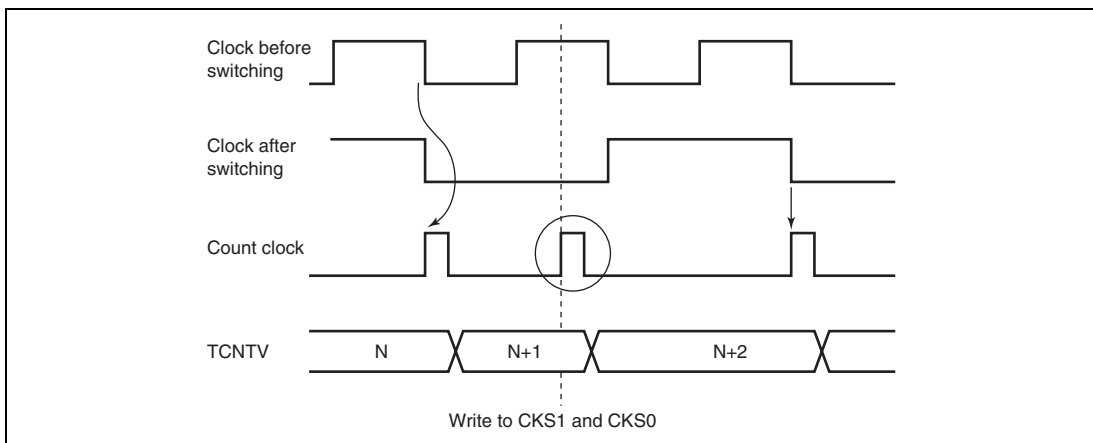 Clock before
switching
Clock after
switching
Count clock
TCNTV
N
N+1
N+2
Write to CKS1 and CKS0